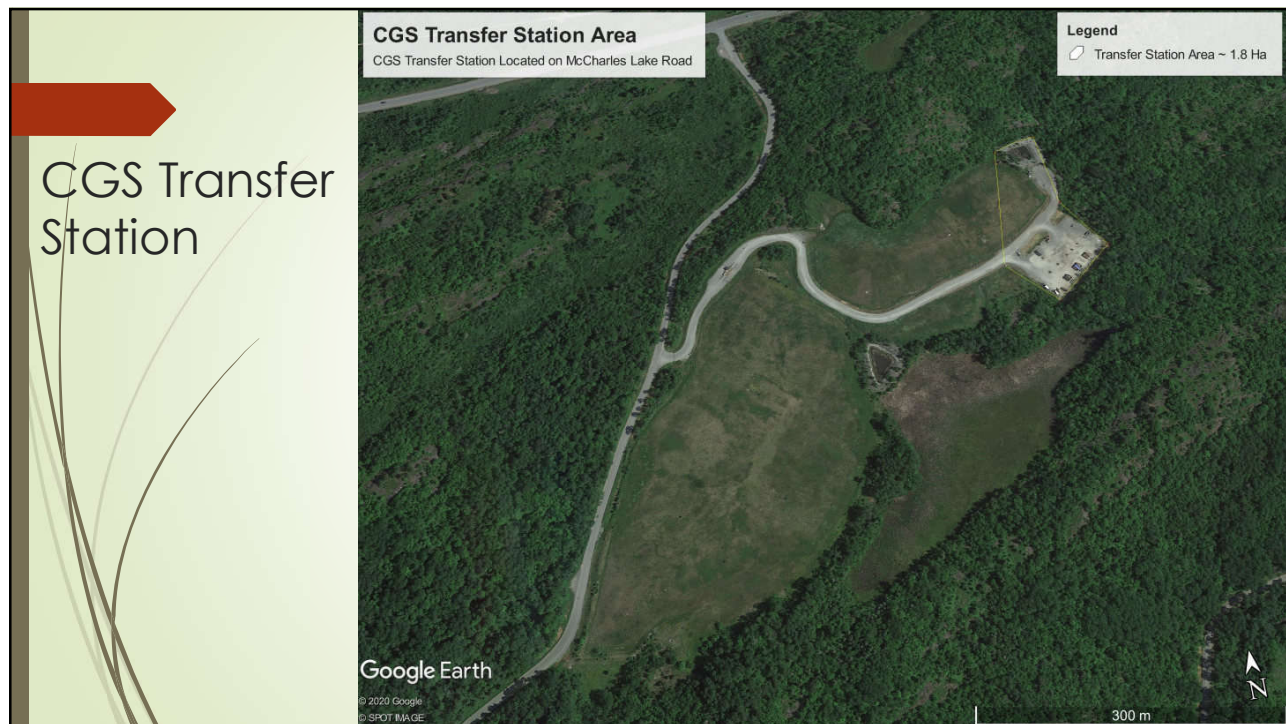 CGS Transfer
Station
CGS Transfer Station Area
CGS Transfer Station Located on McCharles Lake Road
Legend
Transfer Station Area ~ 1.8 Ha
Google Earth
© 2020 Google
© SPOT IMAGE
N
300 m